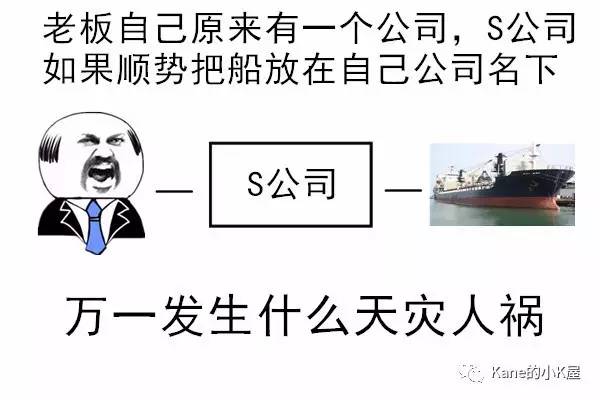 老板自己原来有一个公司，S公司
如果顺势把船放在自己公司名下
S公司
万一发生什么天灾人祸
Kane的小K屋